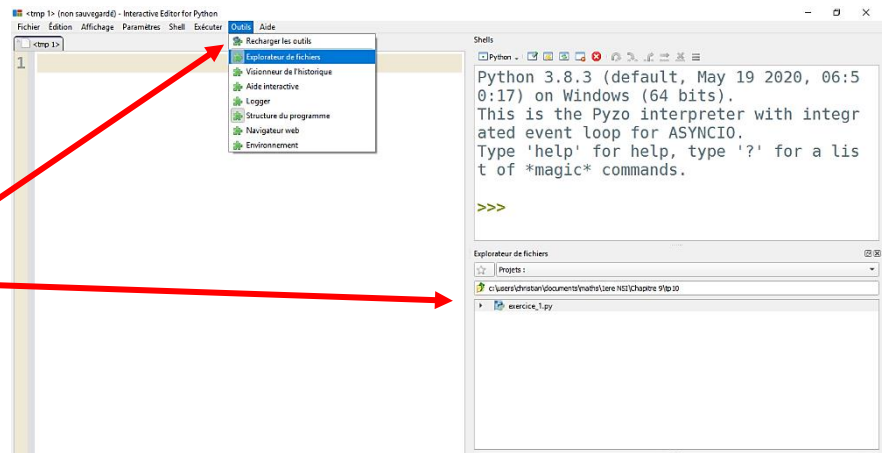 <tmp 1> (non sauvegardé) - Interactive Editor for Python
Fichier Édition Affichage Paramètres Shell Exécuter Outils Aide
<tmp 1>
1
Recharger les outils
Explorateur de fichiers
Visionneur de l'historique
Aide interactive
Logger
Structure du programme
Navigateur web
Environnement
Shells
Python
Python 3.8.3 (default, May 19 2020, 06:5
0:17) on Windows (64 bits).
This is the Pyzo interpreter with integr
ated event loop for ASYNCIO.
Type 'help' for help, type '?' for a lis
t of *magic* commands.
>>>
Explorateur de fichiers
Projets :
c:\users\christian\documents\maths\1ere NSI\Chapitre 9\tp10
exercice_1.py